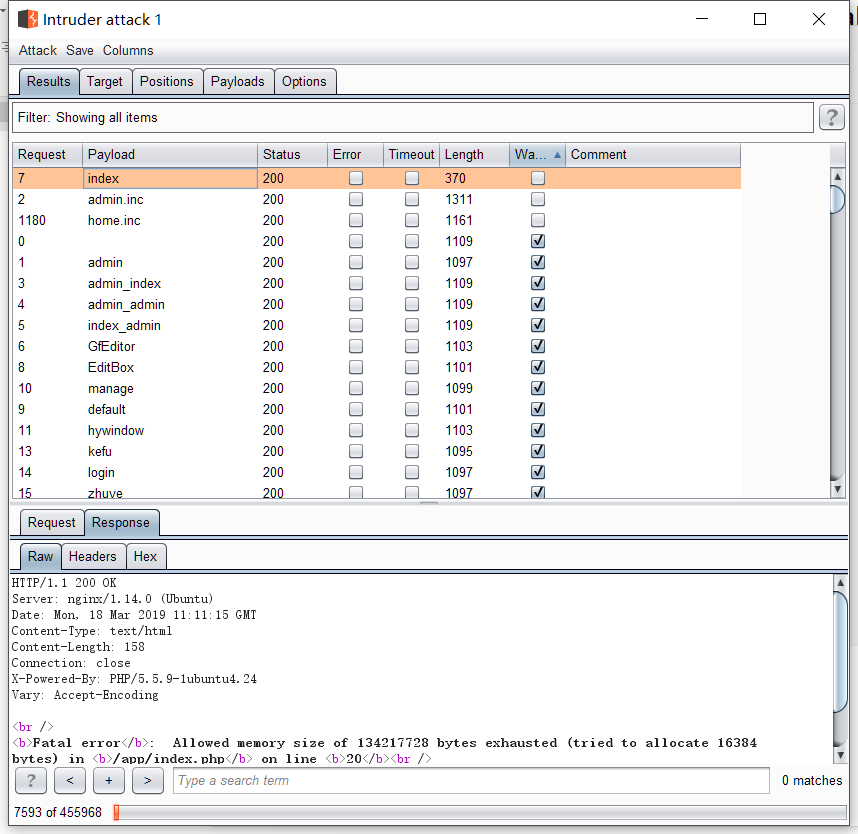 Intruder attack 1
Attack Save Columns
Results Target Positions Payloads Options
Filter: Showing all items ?
Request Payload Status Error Timeout Length Wa... Comment
7 index 200 370
2 admin.inc 200 1311
1180 home.inc 200 1161
0 200 1109
1 admin 200 1097
3 admin_index 200 1109
4 admin_admin 200 1109
5 index_admin 200 1109
6 GfEditor 200 1103
8 EditBox 200 1101
10 manage 200 1099
9 default 200 1101
11 hywindow 200 1103
13 kefu 200 1095
14 login 200 1097
15 zhuye 200 1097
Request Response
Raw Headers Hex
HTTP/1.1 200 OK
Server: nginx/1.14.0 (Ubuntu)
Date: Mon, 18 Mar 2019 11:11:15 GMT
Content-Type: text/html
Content-Length: 158
Connection: close
X-Powered-By: PHP/5.5.9-1ubuntu4.24
Vary: Accept-Encoding
<br />
<b>Fatal error</b>:  Allowed memory size of 134217728 bytes exhausted (tried to allocate 16384
bytes) in <b>/app/index.php</b> on line <b>20</b><br />
? < + > Type a search term 0 matches
7593 of 455968